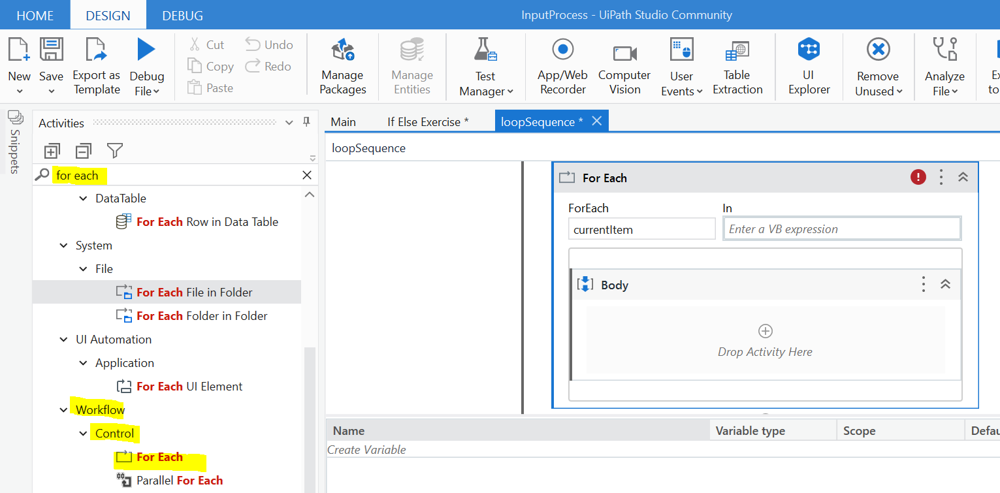 HOME DESIGN DEBUG InputProcess - UiPath Studio Community
New Save Export as Template Debug File Cut Copy Paste Undo Redo Manage Packages Manage Entities Test Manager App/Web Recorder Computer Vision User Events Table Extraction UI Explorer Remove Unused Analyze File
Snippets
Activities
for each
DataTable
For Each Row in Data Table
System
File
For Each File in Folder
For Each Folder in Folder
UI Automation
Application
For Each UI Element
Workflow
Control
For Each
Parallel For Each
Main If Else Exercise * loopSequence *
loopSequence
For Each
ForEach In
currentItem Enter a VB expression
Body
Drop Activity Here
Name Variable type Scope
Create Variable